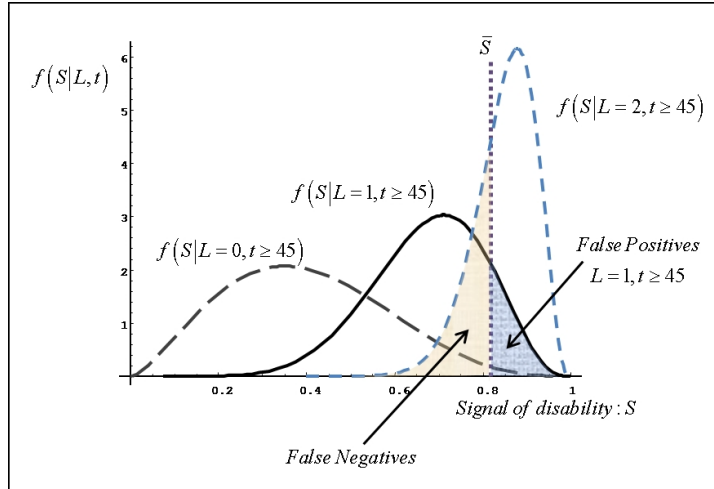 S̅
6
f(S|L,t)
5
f(S|L=2,t≥45)
4
f(S|L=1,t≥45)
3
f(S|L=0,t≥45)
False Positives
2
L=1,t≥45
1
0.2 0.4 0.6 0.8 1
Signal of disability: S
False Negatives